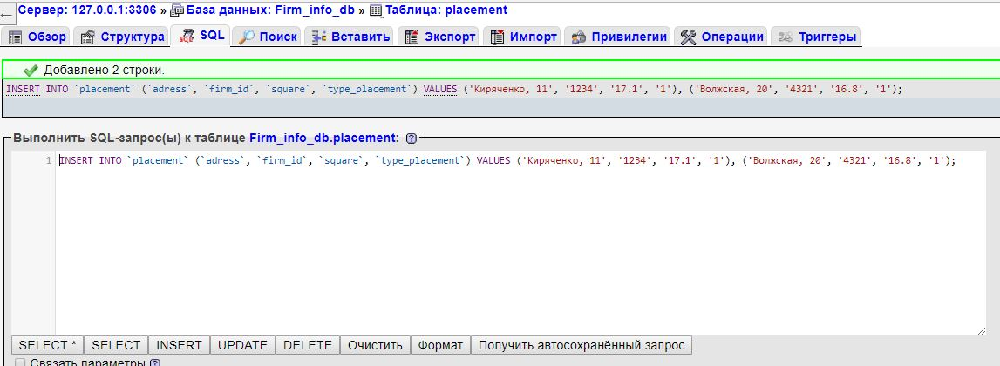 Сервер: 127.0.0.1:3306 » База данных: Firm_info_db » Таблица: placement
Обзор Структура SQL Поиск Вставить Экспорт Импорт Привилегии Операции Триггеры
Добавлено 2 строки.
INSERT INTO `placement` (`adress`, `firm_id`, `square`, `type_placement`) VALUES ('Киряченко, 11', '1234', '17.1', '1'), ('Волжская, 20', '4321', '16.8', '1');
Выполнить SQL-запрос(ы) к таблице Firm_info_db.placement:
1 INSERT INTO `placement` (`adress`, `firm_id`, `square`, `type_placement`) VALUES ('Киряченко, 11', '1234', '17.1', '1'), ('Волжская, 20', '4321', '16.8', '1');
SELECT * SELECT INSERT UPDATE DELETE Очистить Формат Получить автосохранённый запрос
Связать параметры